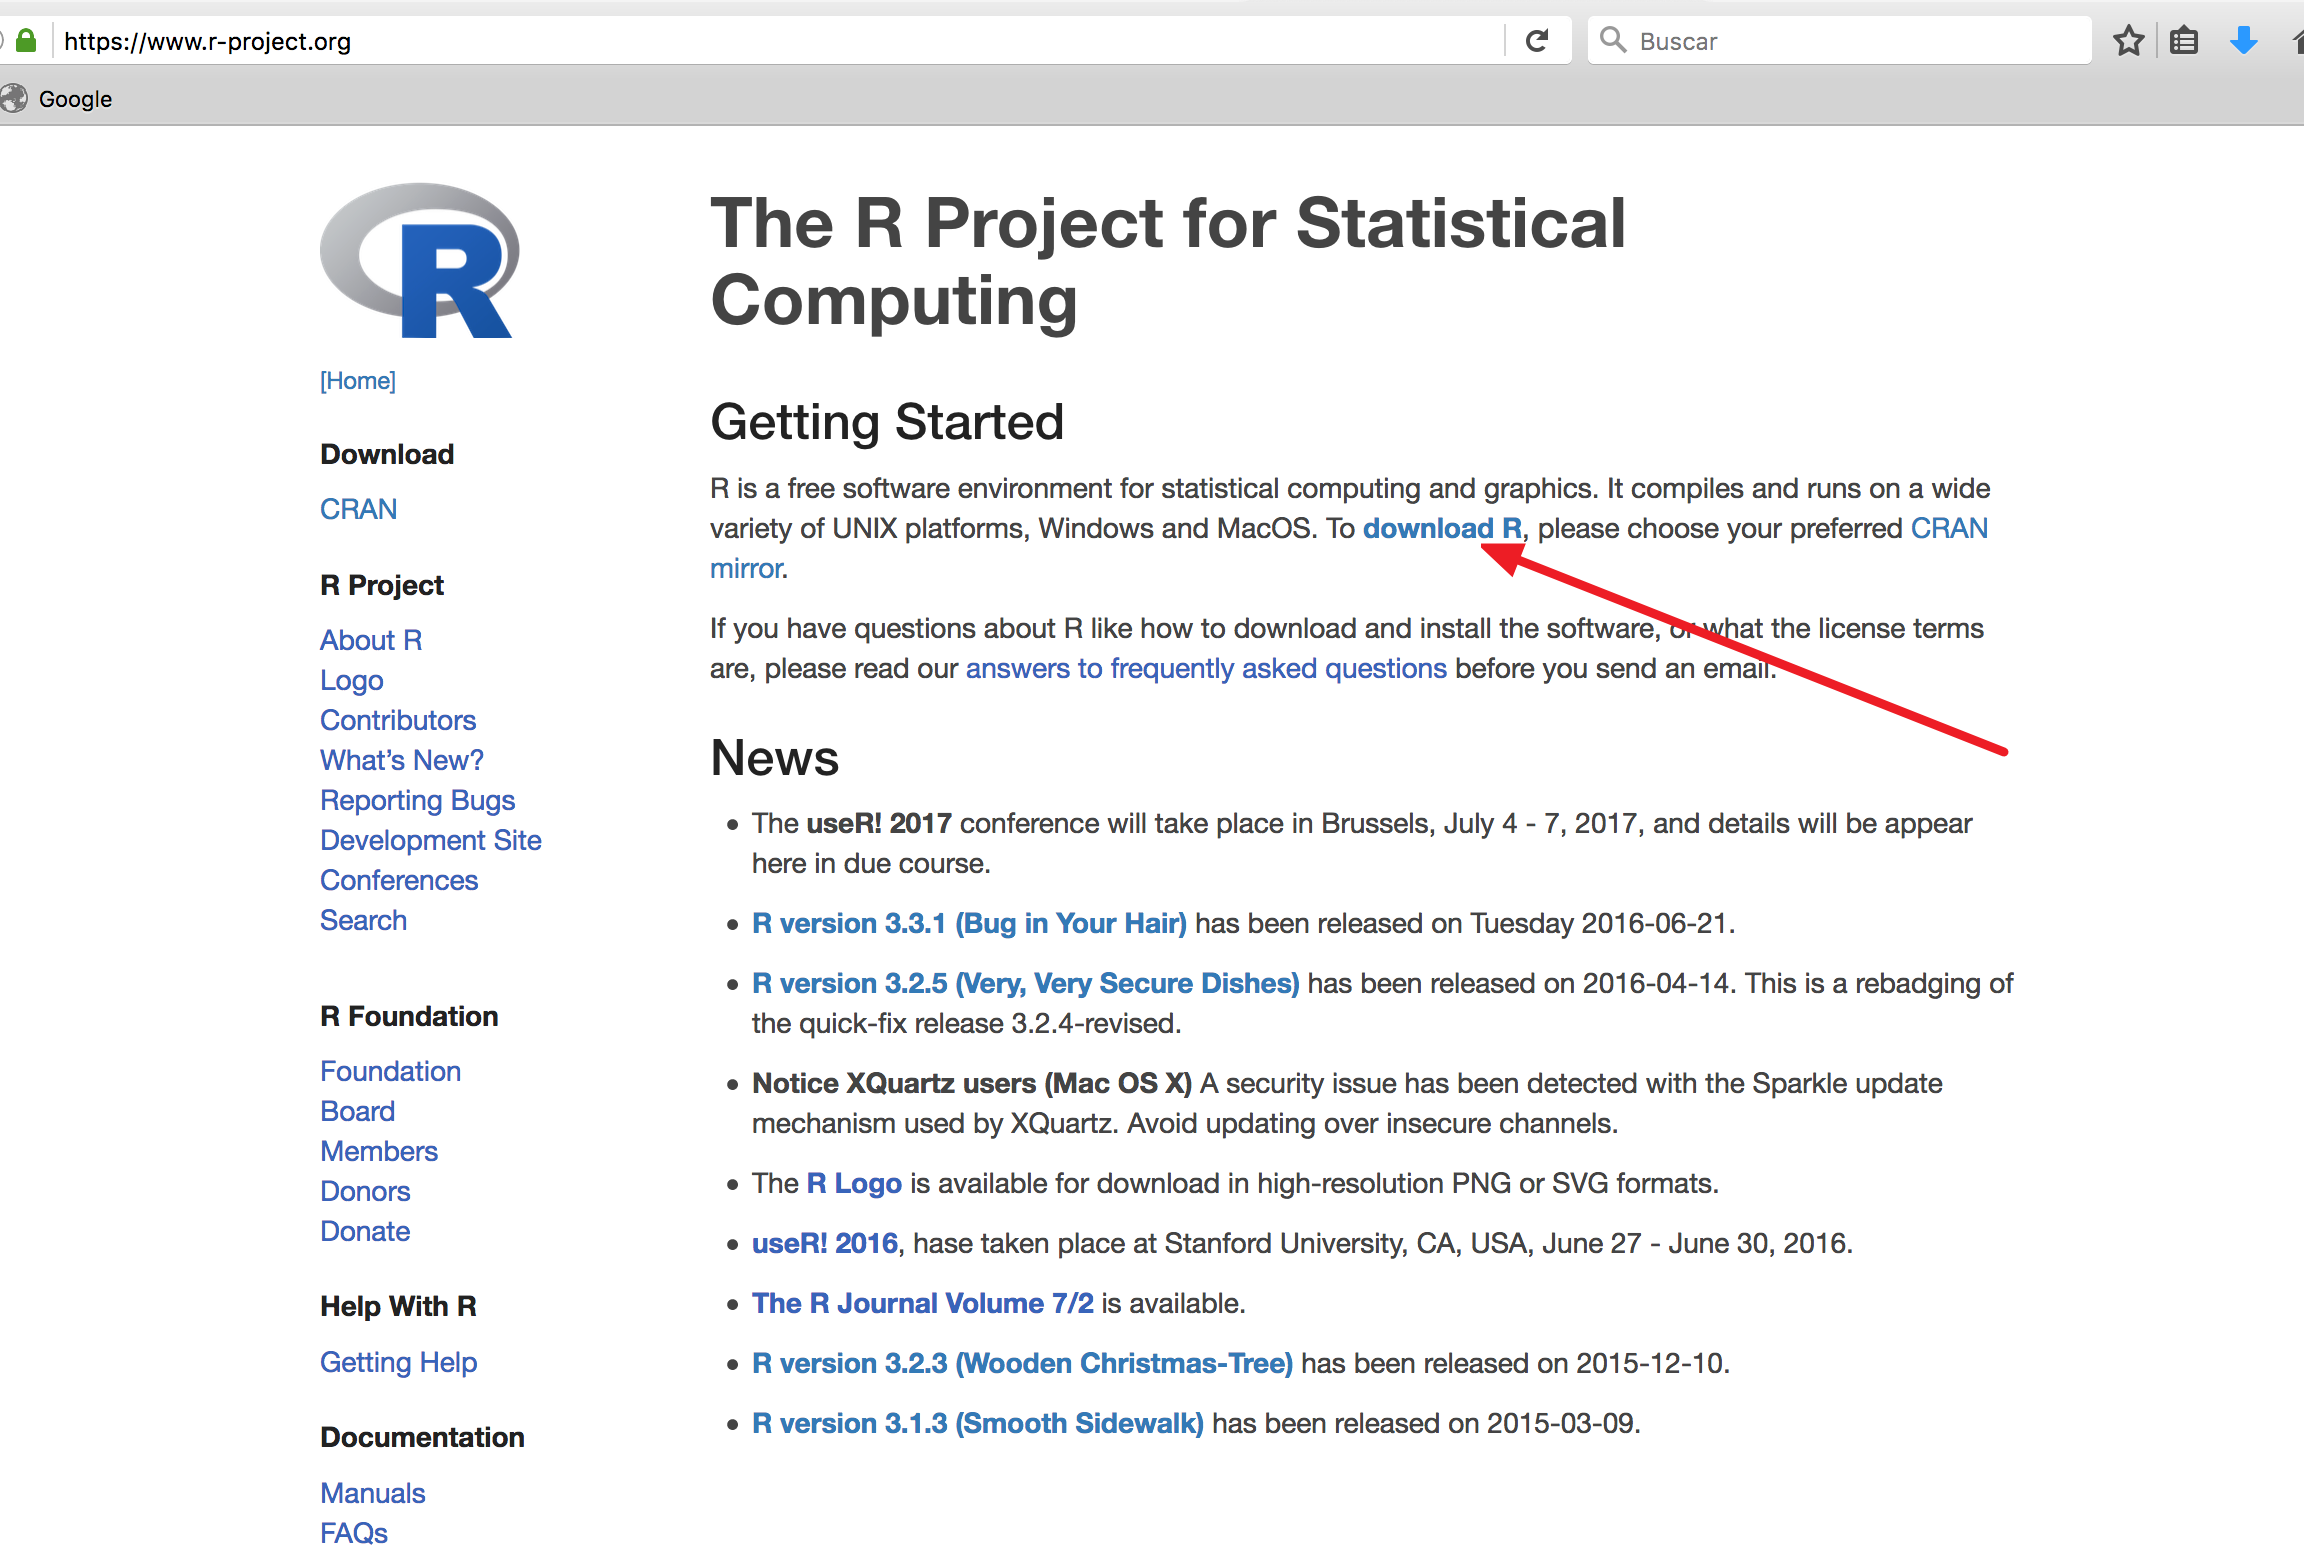 https://www.r-project.org
Buscar
Google
R
[Home]
Download
CRAN
R Project
About R
Logo
Contributors
What’s New?
Reporting Bugs
Development Site
Conferences
Search
R Foundation
Foundation
Board
Members
Donors
Donate
Help With R
Getting Help
Documentation
Manuals
FAQs
The R Project for Statistical
Computing
Getting Started
R is a free software environment for statistical computing and graphics. It compiles and runs on a wide
variety of UNIX platforms, Windows and MacOS. To download R, please choose your preferred CRAN
mirror.
If you have questions about R like how to download and install the software, or what the license terms
are, please read our answers to frequently asked questions before you send an email.
News
• The useR! 2017 conference will take place in Brussels, July 4 - 7, 2017, and details will be appear
here in due course.
• R version 3.3.1 (Bug in Your Hair) has been released on Tuesday 2016-06-21.
• R version 3.2.5 (Very, Very Secure Dishes) has been released on 2016-04-14. This is a rebadging of
the quick-fix release 3.2.4-revised.
• Notice XQuartz users (Mac OS X) A security issue has been detected with the Sparkle update
mechanism used by XQuartz. Avoid updating over insecure channels.
• The R Logo is available for download in high-resolution PNG or SVG formats.
• useR! 2016, hase taken place at Stanford University, CA, USA, June 27 - June 30, 2016.
• The R Journal Volume 7/2 is available.
• R version 3.2.3 (Wooden Christmas-Tree) has been released on 2015-12-10.
• R version 3.1.3 (Smooth Sidewalk) has been released on 2015-03-09.